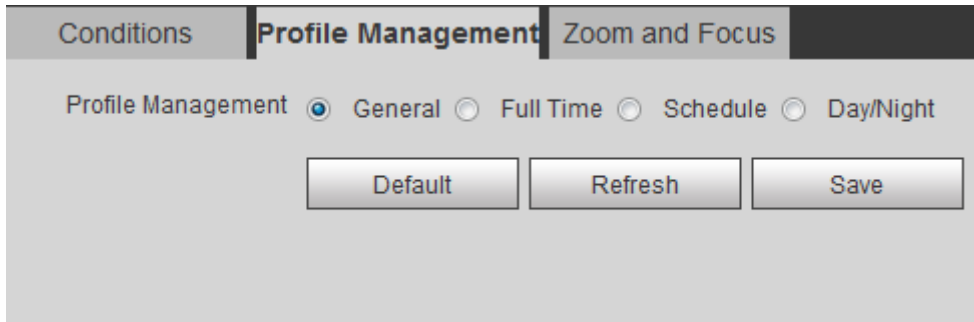 Conditions Profile Management Zoom and Focus
Profile Management General Full Time Schedule Day/Night
Default Refresh Save